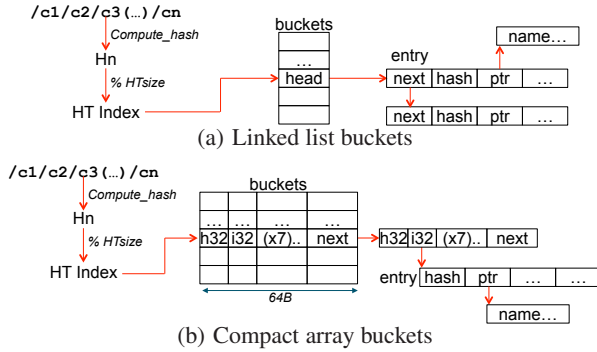 /c1/c2/c3(…)/cn
Compute_hash
Hn
% HTsize
HT Index
buckets
…
head
entry
name…
next hash ptr …
next hash ptr …
(a) Linked list buckets
/c1/c2/c3(…)/cn
Compute_hash
Hn
% HTsize
HT Index
buckets
… … … …
h32 i32 (x7).. next
64B
h32 i32 (x7).. next
entry hash ptr … …
name…
(b) Compact array buckets